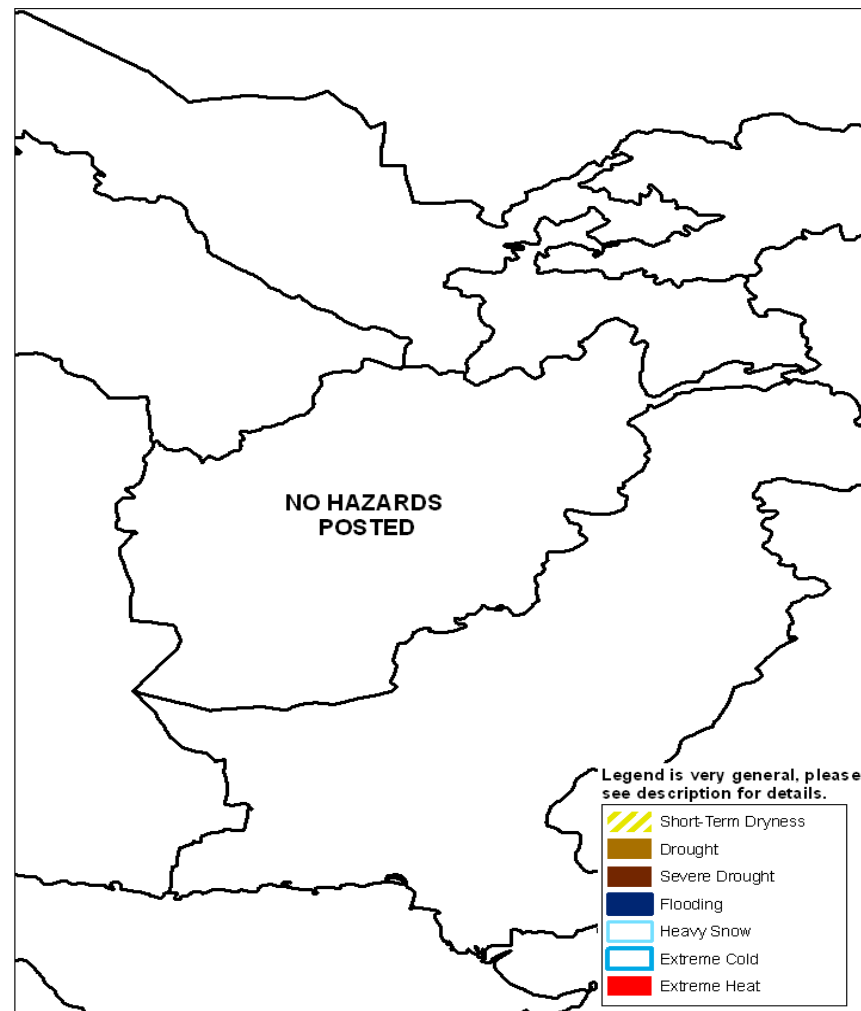 NO HAZARDS
POSTED
Legend is very general, please
see description for details.
Short-Term Dryness
Drought
Severe Drought
Flooding
Heavy Snow
Extreme Cold
Extreme Heat